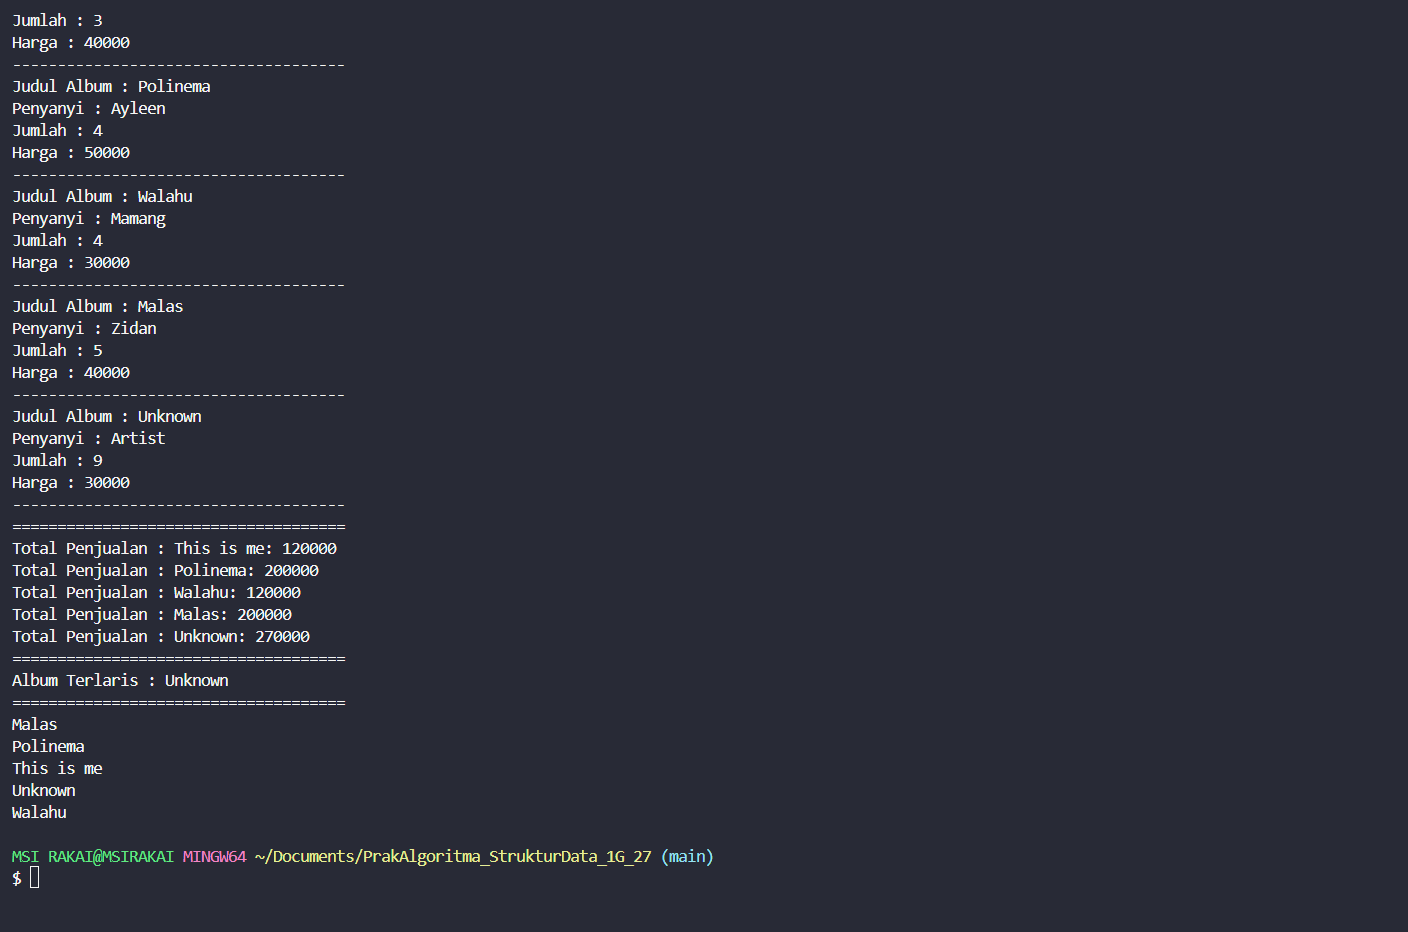 Jumlah : 3
Harga : 40000
-------------------------------------
Judul Album : Polinema
Penyanyi : Ayleen
Jumlah : 4
Harga : 50000
-------------------------------------
Judul Album : Walahu
Penyanyi : Mamang
Jumlah : 4
Harga : 30000
-------------------------------------
Judul Album : Malas
Penyanyi : Zidan
Jumlah : 5
Harga : 40000
-------------------------------------
Judul Album : Unknown
Penyanyi : Artist
Jumlah : 9
Harga : 30000
-------------------------------------
=====================================
Total Penjualan : This is me: 120000
Total Penjualan : Polinema: 200000
Total Penjualan : Walahu: 120000
Total Penjualan : Malas: 200000
Total Penjualan : Unknown: 270000
=====================================
Album Terlaris : Unknown
=====================================
Malas
Polinema
This is me
Unknown
Walahu
MSI RAKAI@MSIRAKAI MINGW64 ~/Documents/PrakAlgoritma_StrukturData_1G_27 (main)
$